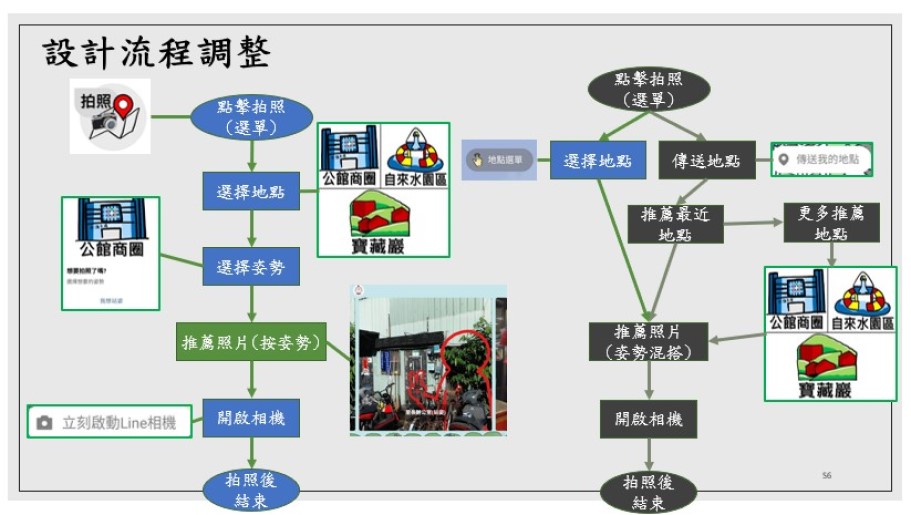 設計流程調整
拍照
點擊拍照
(選單)
選擇地點
公館商圈
自來水園區
寶藏巖
選擇姿勢
公館商圈
想要拍照了嗎?
推薦照片(按姿勢)
立刻啟動Line相機
開啟相機
拍照後
結束
點擊拍照
(選單)
地點選單
選擇地點
傳送地點
傳送我的地點
推薦最近
地點
更多推薦
地點
公館商圈
自來水園區
寶藏巖
推薦照片
(姿勢混搭)
開啟相機
拍照後
結束
56